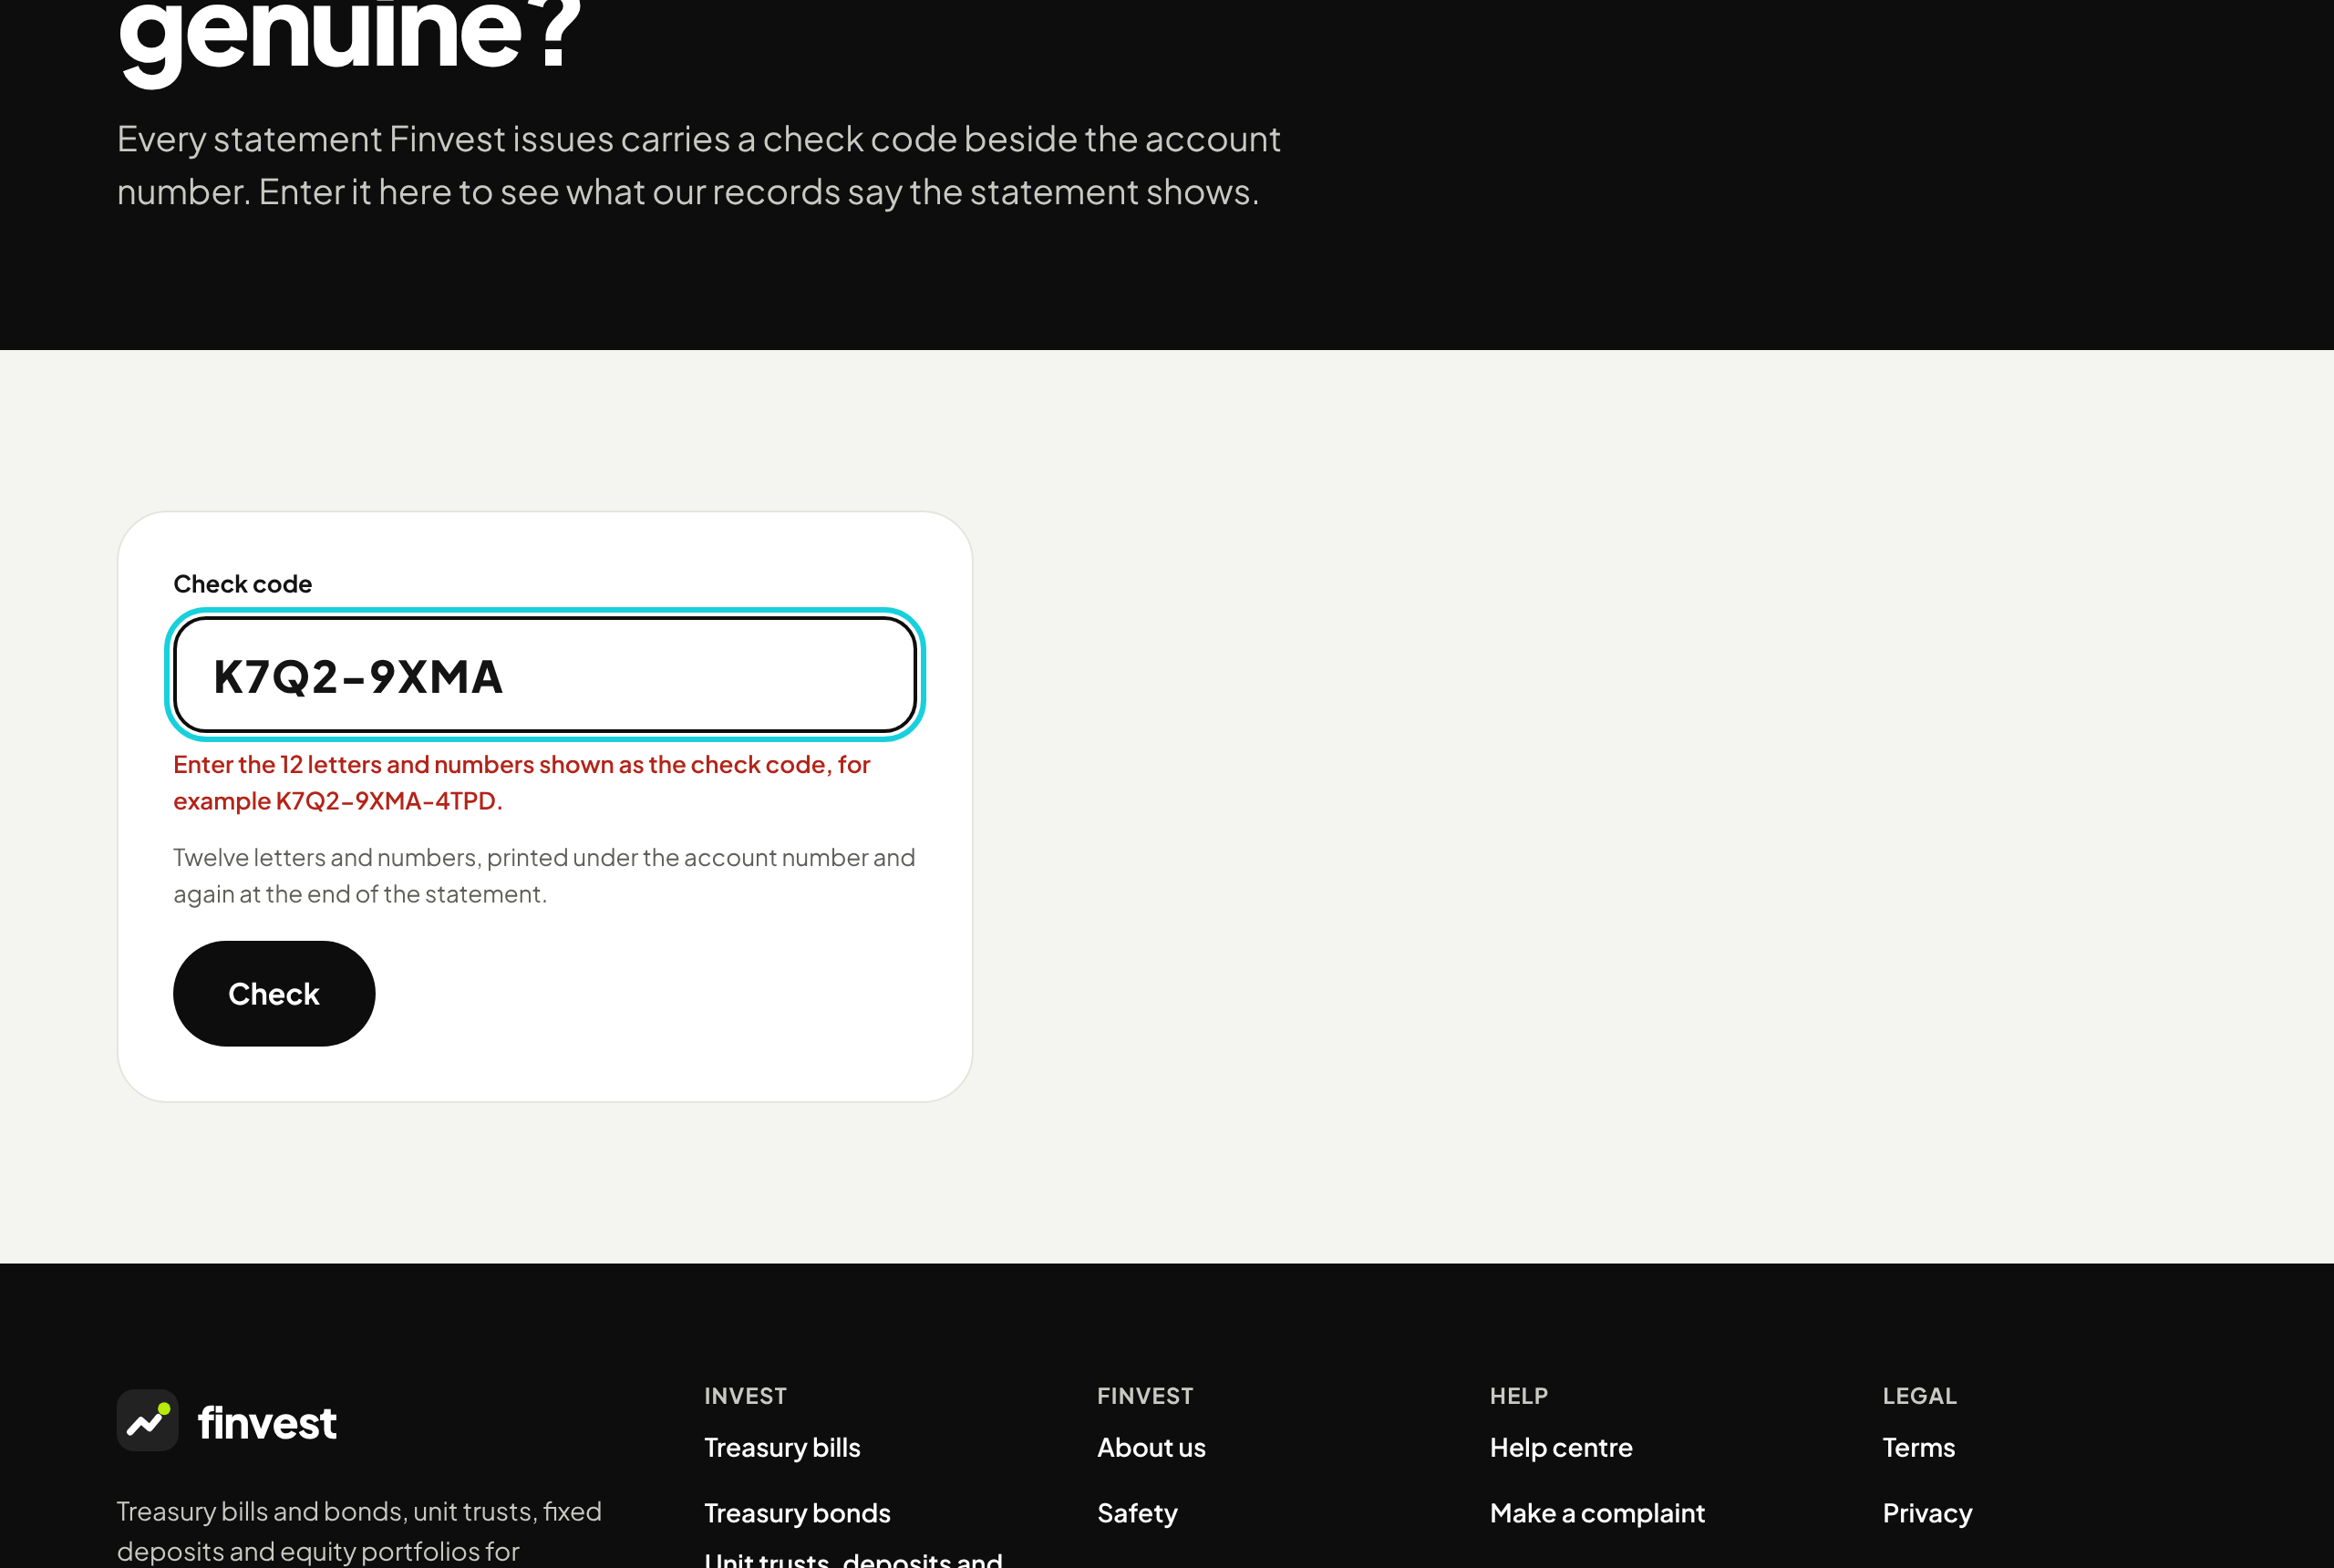 genuine?
Every statement Finvest issues carries a check code beside the account
number. Enter it here to see what our records say the statement shows.
Check code
K7Q2-9XMA
Enter the 12 letters and numbers shown as the check code, for
example K7Q2-9XMA-4TPD.
Twelve letters and numbers, printed under the account number and
again at the end of the statement.
Check
finvest
Treasury bills and bonds, unit trusts, fixed
deposits and equity portfolios for
INVEST
Treasury bills
Treasury bonds
Unit trusts, deposits and
FINVEST
About us
Safety
HELP
Help centre
Make a complaint
LEGAL
Terms
Privacy